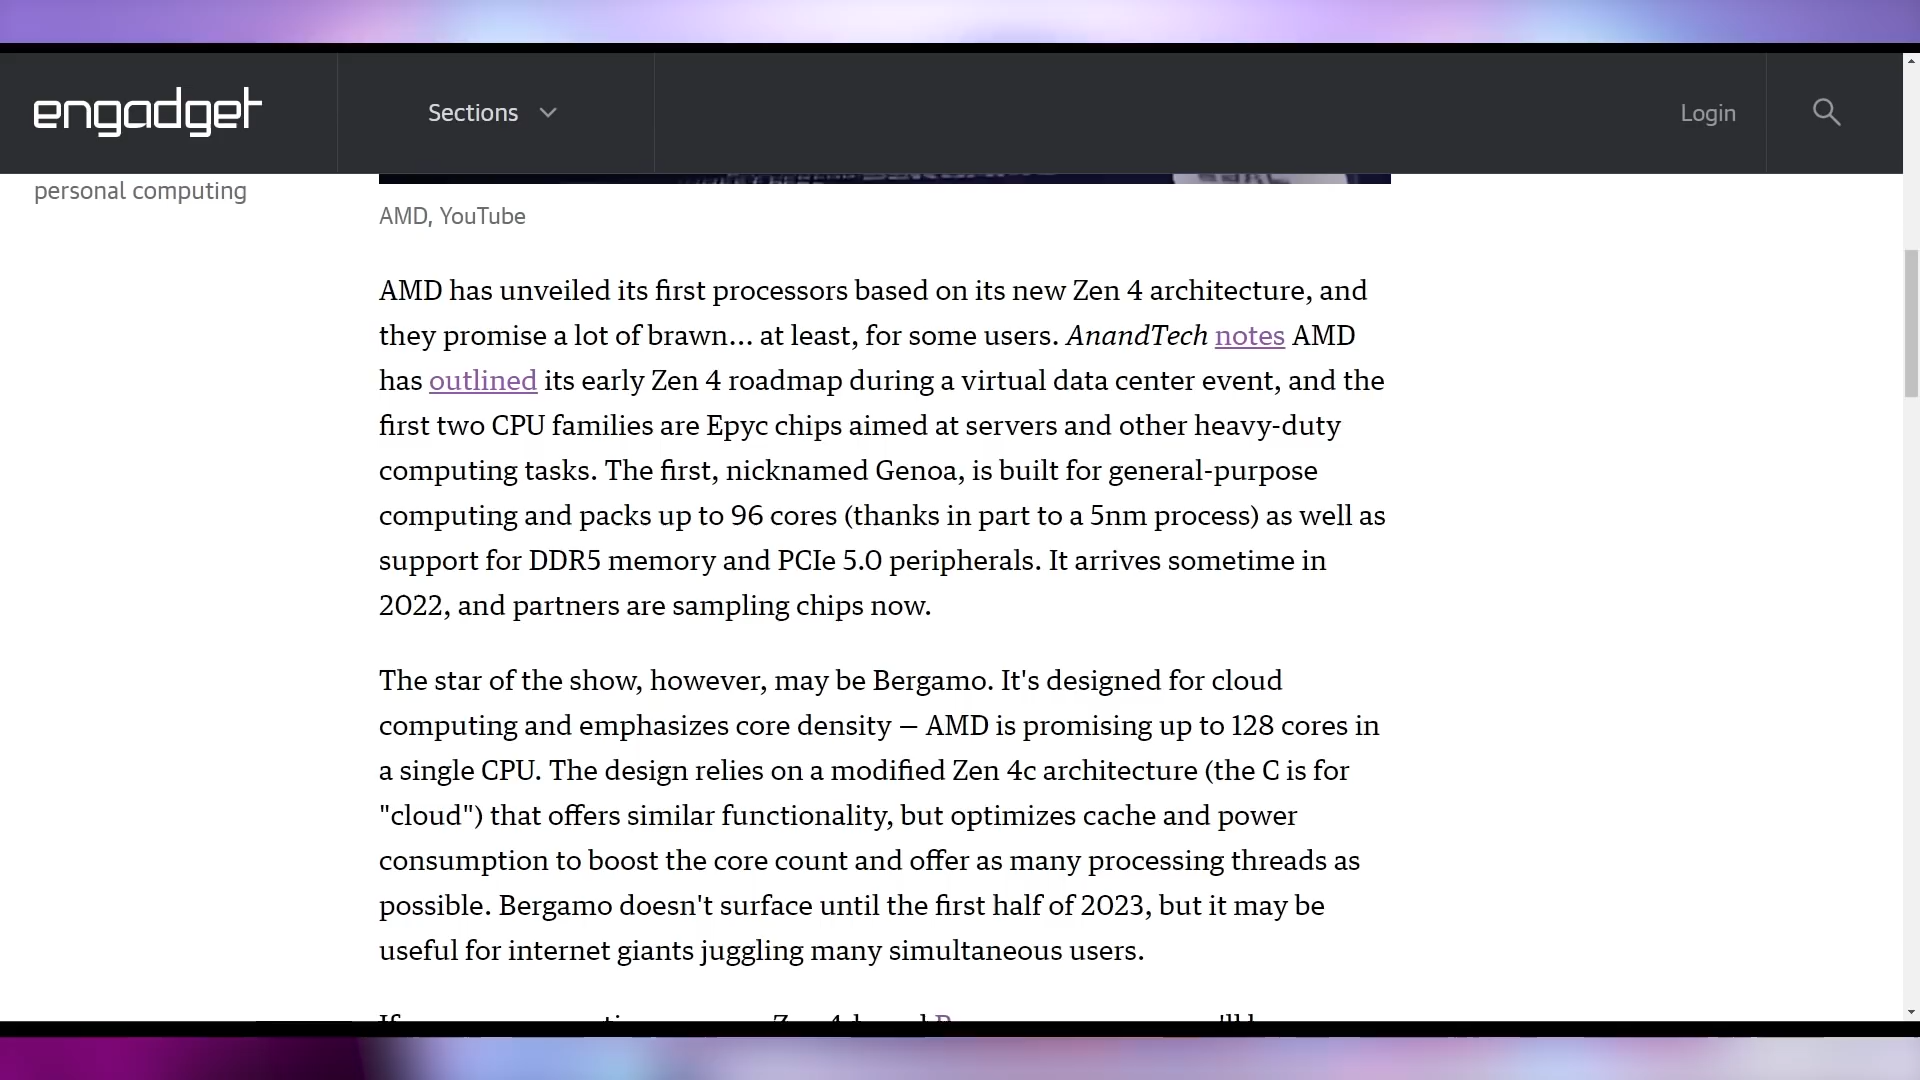 engadget
Sections
Login
personal computing
AMD, YouTube
AMD has unveiled its first processors based on its new Zen 4 architecture, and
they promise a lot of brawn... at least, for some users. AnandTech notes AMD
has outlined its early Zen 4 roadmap during a virtual data center event, and the
first two CPU families are Epyc chips aimed at servers and other heavy-duty
computing tasks. The first, nicknamed Genoa, is built for general-purpose
computing and packs up to 96 cores (thanks in part to a 5nm process) as well as
support for DDR5 memory and PCIe 5.0 peripherals. It arrives sometime in
2022, and partners are sampling chips now.
The star of the show, however, may be Bergamo. It's designed for cloud
computing and emphasizes core density — AMD is promising up to 128 cores in
a single CPU. The design relies on a modified Zen 4c architecture (the C is for
"cloud") that offers similar functionality, but optimizes cache and power
consumption to boost the core count and offer as many processing threads as
possible. Bergamo doesn't surface until the first half of 2023, but it may be
useful for internet giants juggling many simultaneous users.